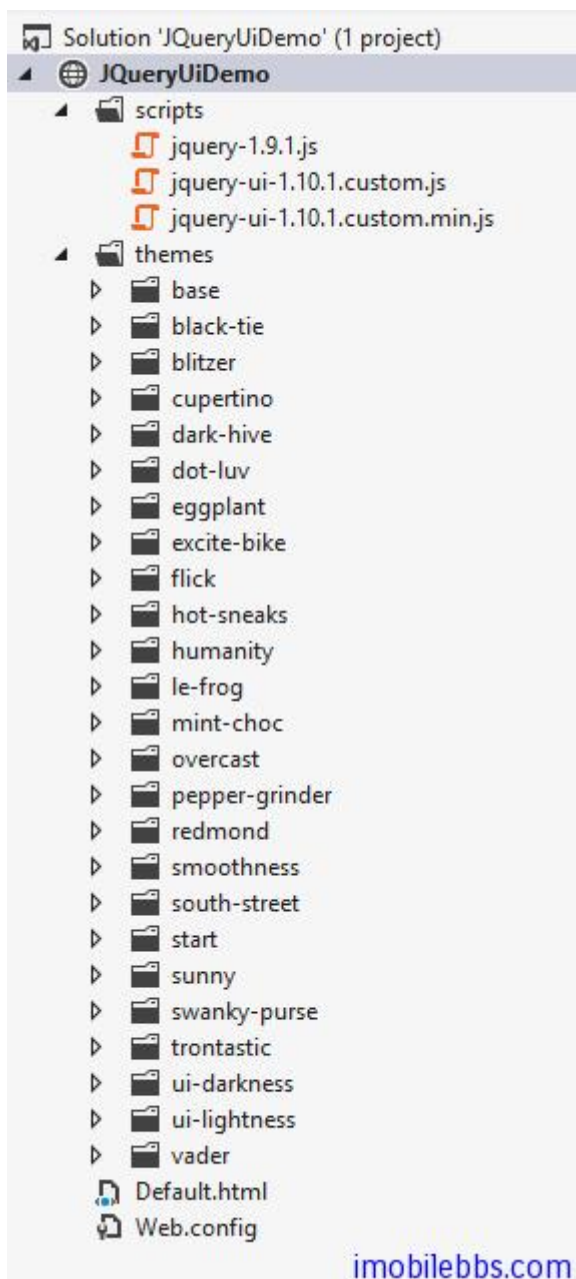 Solution 'JQueryUiDemo' (1 project)
JQueryUiDemo
scripts
jquery-1.9.1.js
jquery-ui-1.10.1.custom.js
jquery-ui-1.10.1.custom.min.js
themes
base
black-tie
blitzer
cupertino
dark-hive
dot-luv
eggplant
excite-bike
flick
hot-sneaks
humanity
le-frog
mint-choc
overcast
pepper-grinder
redmond
smoothness
south-street
start
sunny
swanky-purse
trontastic
ui-darkness
ui-lightness
vader
Default.html
Web.config
imobilebbs.com